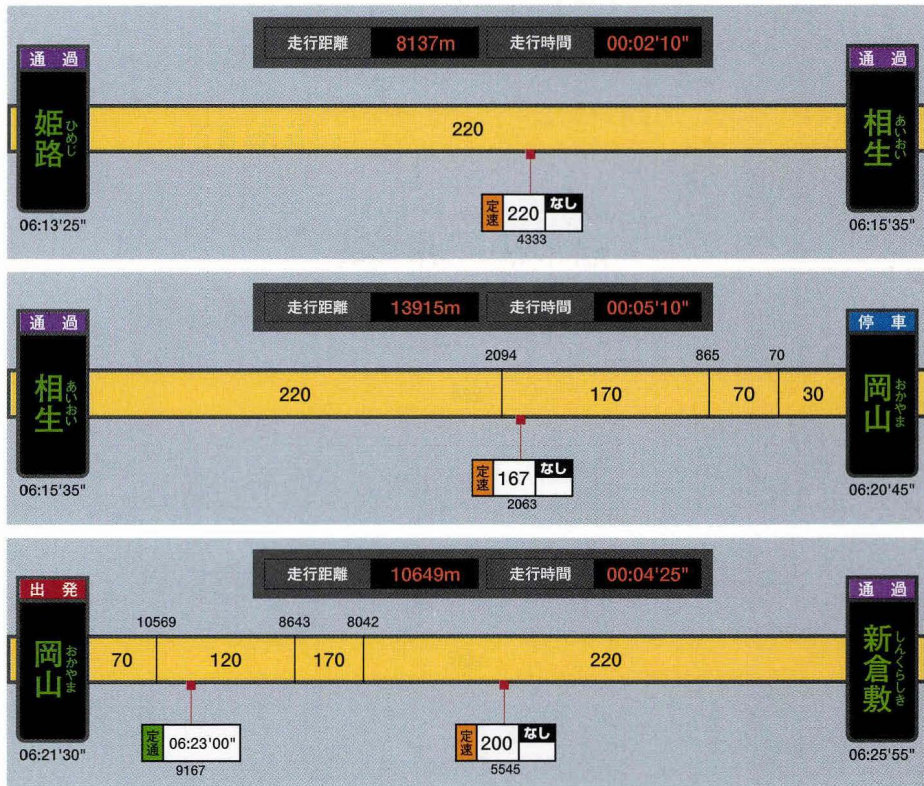 走行距離 8137m 走行時間 00:02'10"
通過
姫路
ひめじ
06:13'25"
220
定速 220 なし
4333
通過
相生
あいおい
06:15'35"
走行距離 13915m 走行時間 00:05'10"
通過
相生
あいおい
06:15'35"
2094 865 70
220 170 70 30
定速 167 なし
2063
停車
岡山
おかやま
06:20'45"
走行距離 10649m 走行時間 00:04'25"
出発
岡山
おかやま
06:21'30"
10569 8643 8042
70 120 170 220
定通 06:23'00"
9167
定速 200 なし
5545
通過
新倉敷
しんくらしき
06:25'55"